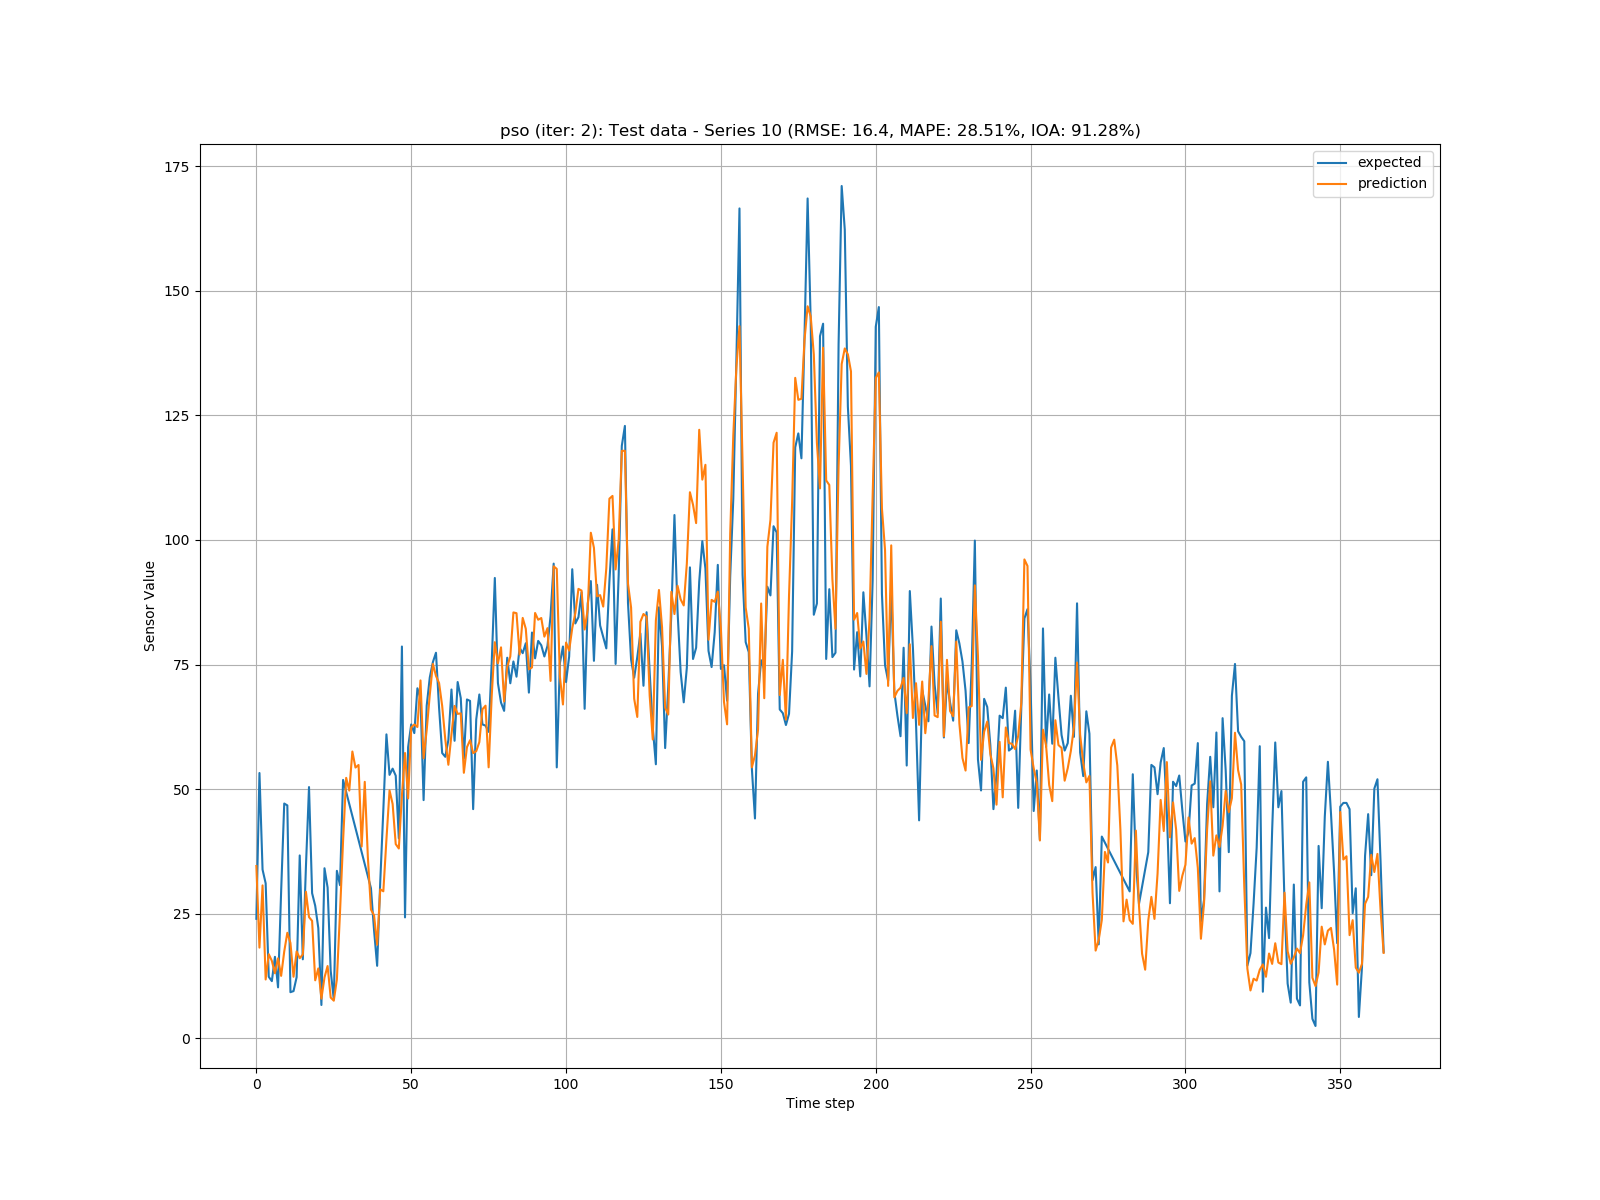 pso (iter: 2): Test data - Series 10 (RMSE: 16.4, MAPE: 28.51%, IOA: 91.28%)
expected
prediction
175
150
125
100
75
50
25
0
Sensor Value
0 50 100 150 200 250 300 350
Time step